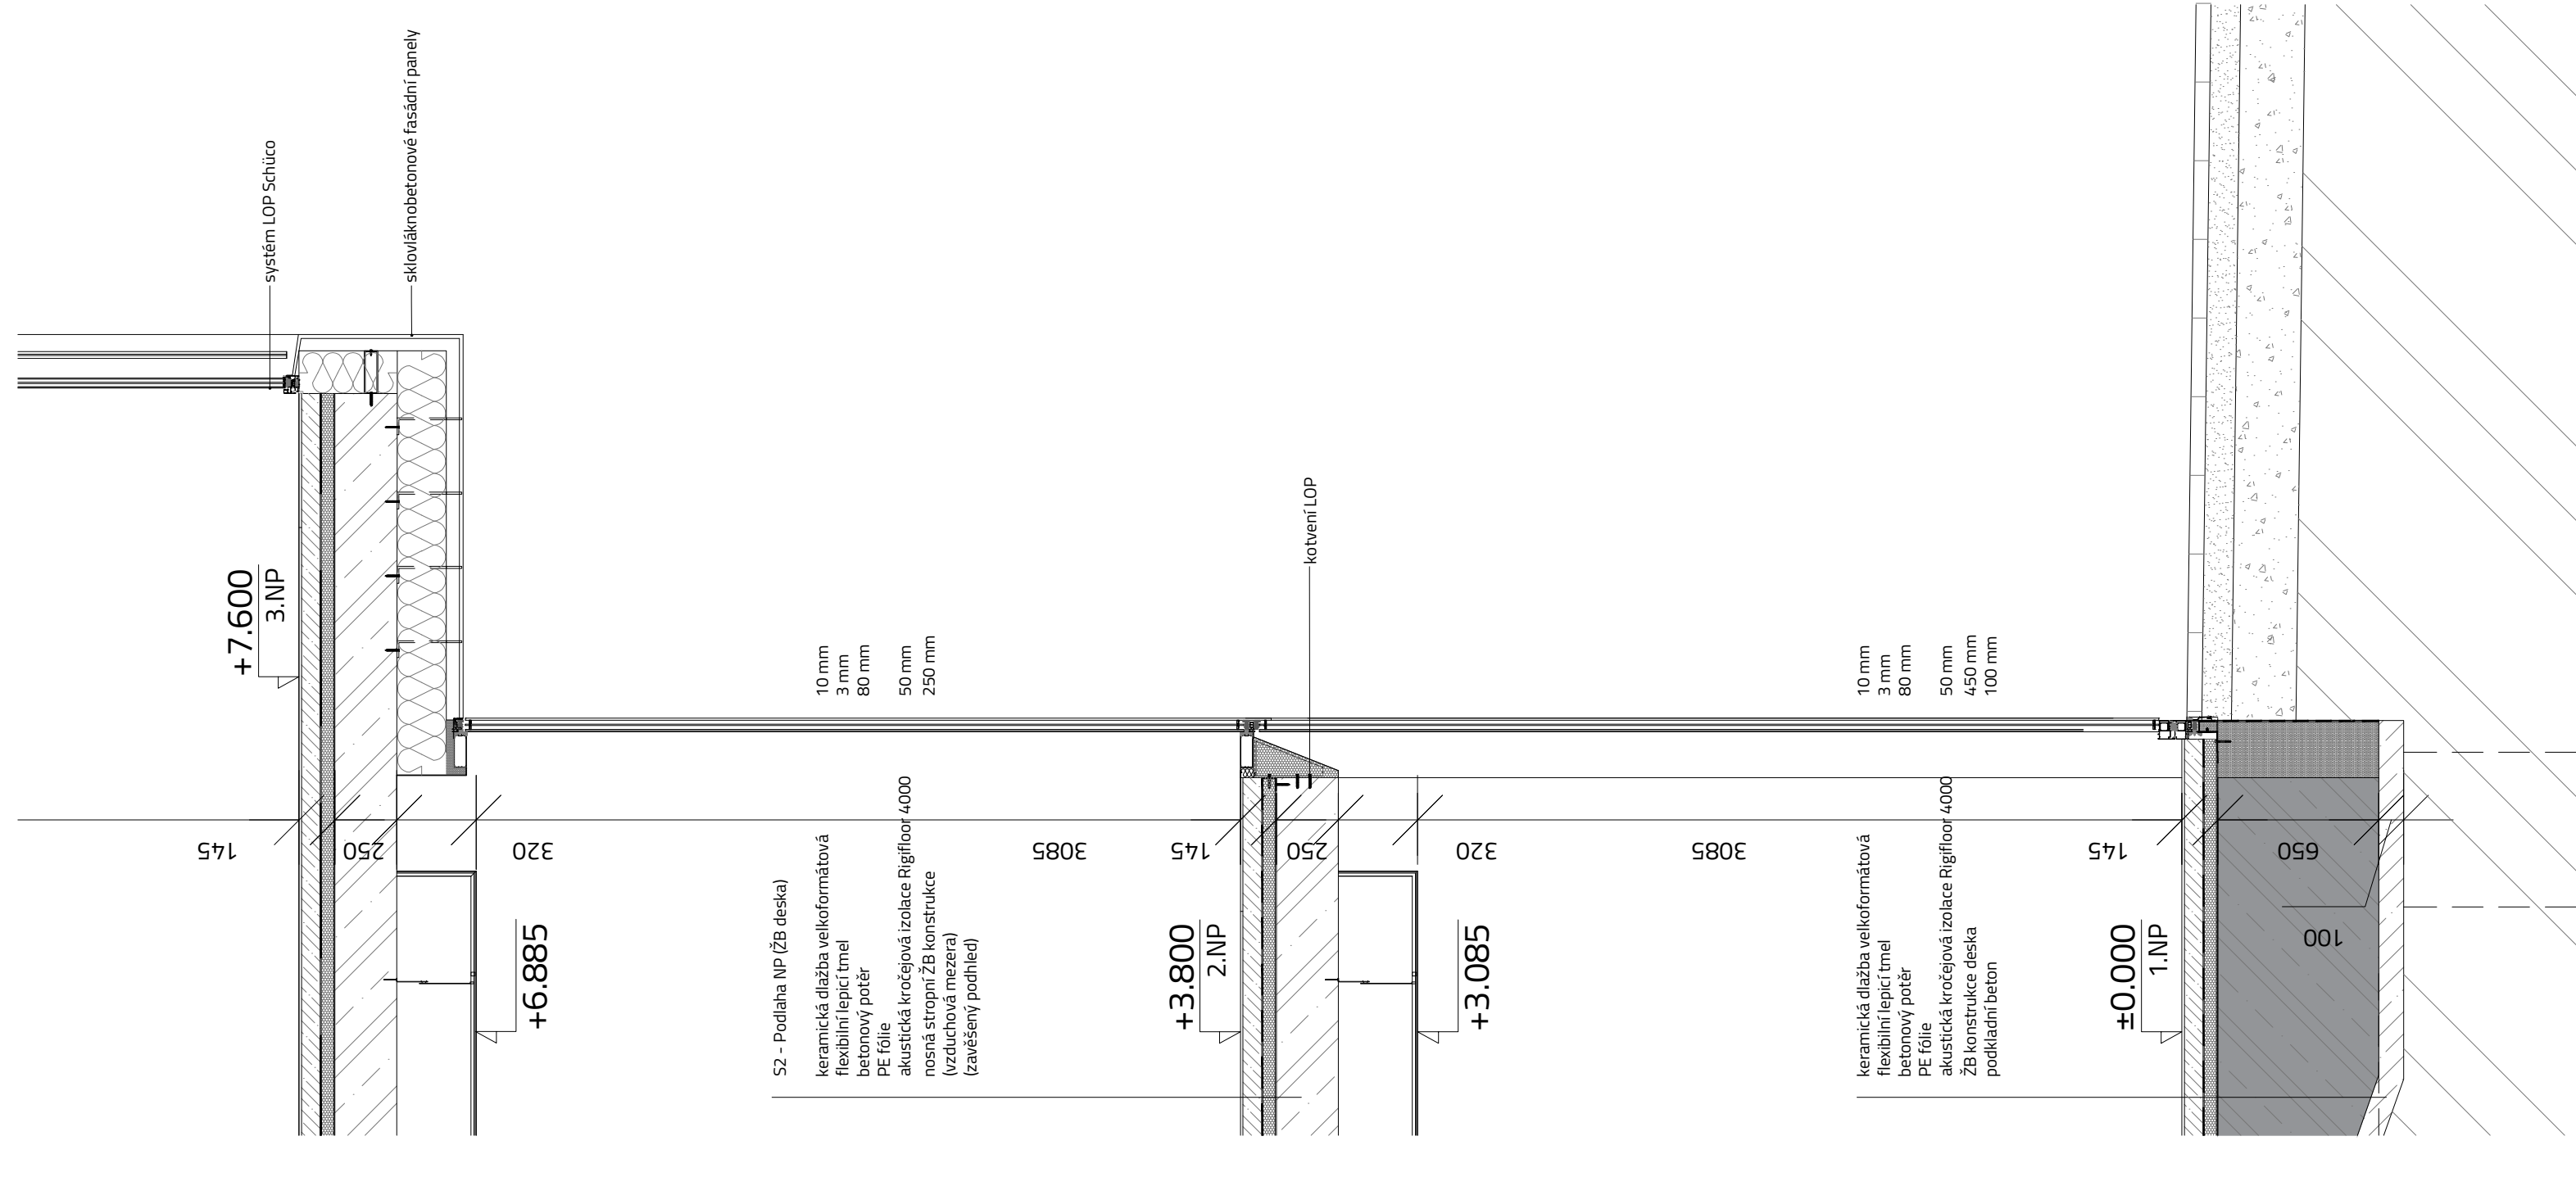 systém LOP Schüco
sklovláknobetonové fasádní panely
+7.600
3.NP
145
250
320
+6.885
S2 - Podlaha NP (ŽB deska)
keramická dlažba velkoformátová 10 mm
flexibilní lepicí tmel 3 mm
betonový potěr 80 mm
PE fólie
akustická kročejová izolace Rigifloor 4000 50 mm
nosná stropní ŽB konstrukce 250 mm
(vzduchová mezera)
(zavěšený podhled)
3085
145
250
320
kotvení LOP
+3.800
2.NP
+3.085
3085
keramická dlažba velkoformátová 10 mm
flexibilní lepicí tmel 3 mm
betonový potěr 80 mm
PE fólie
akustická kročejová izolace Rigifloor 4000 50 mm
ŽB konstrukce deska 450 mm
podkladní beton 100 mm
145
650
100
±0.000
1.NP